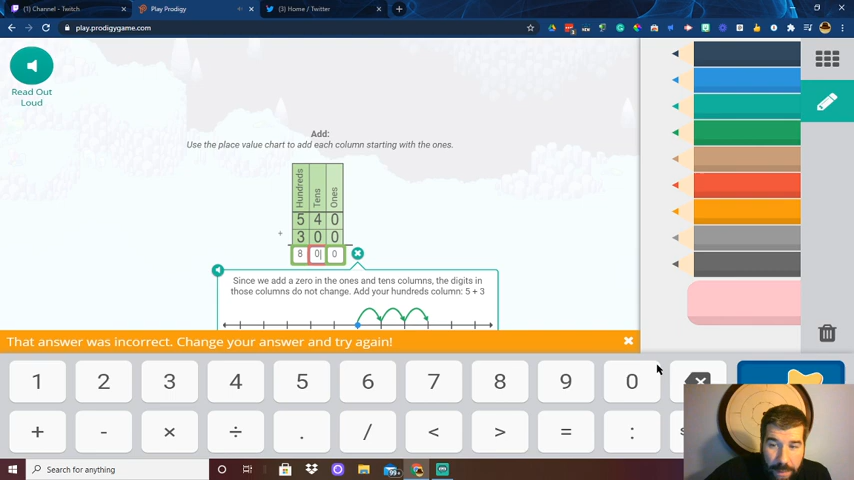 (1) Channel - Twitch
Play Prodigy
(3) Home / Twitter
play.prodigygame.com
Read Out
Loud
Add:
Use the place value chart to add each column starting with the ones.
Hundreds Tens Ones
5 4 0
+ 3 0 0
8 0 0
Since we add a zero in the ones and tens columns, the digits in
those columns do not change. Add your hundreds column: 5 + 3
That answer was incorrect. Change your answer and try again!
1 2 3 4 5 6 7 8 9 0
+ - × ÷ . / < > = :
Search for anything